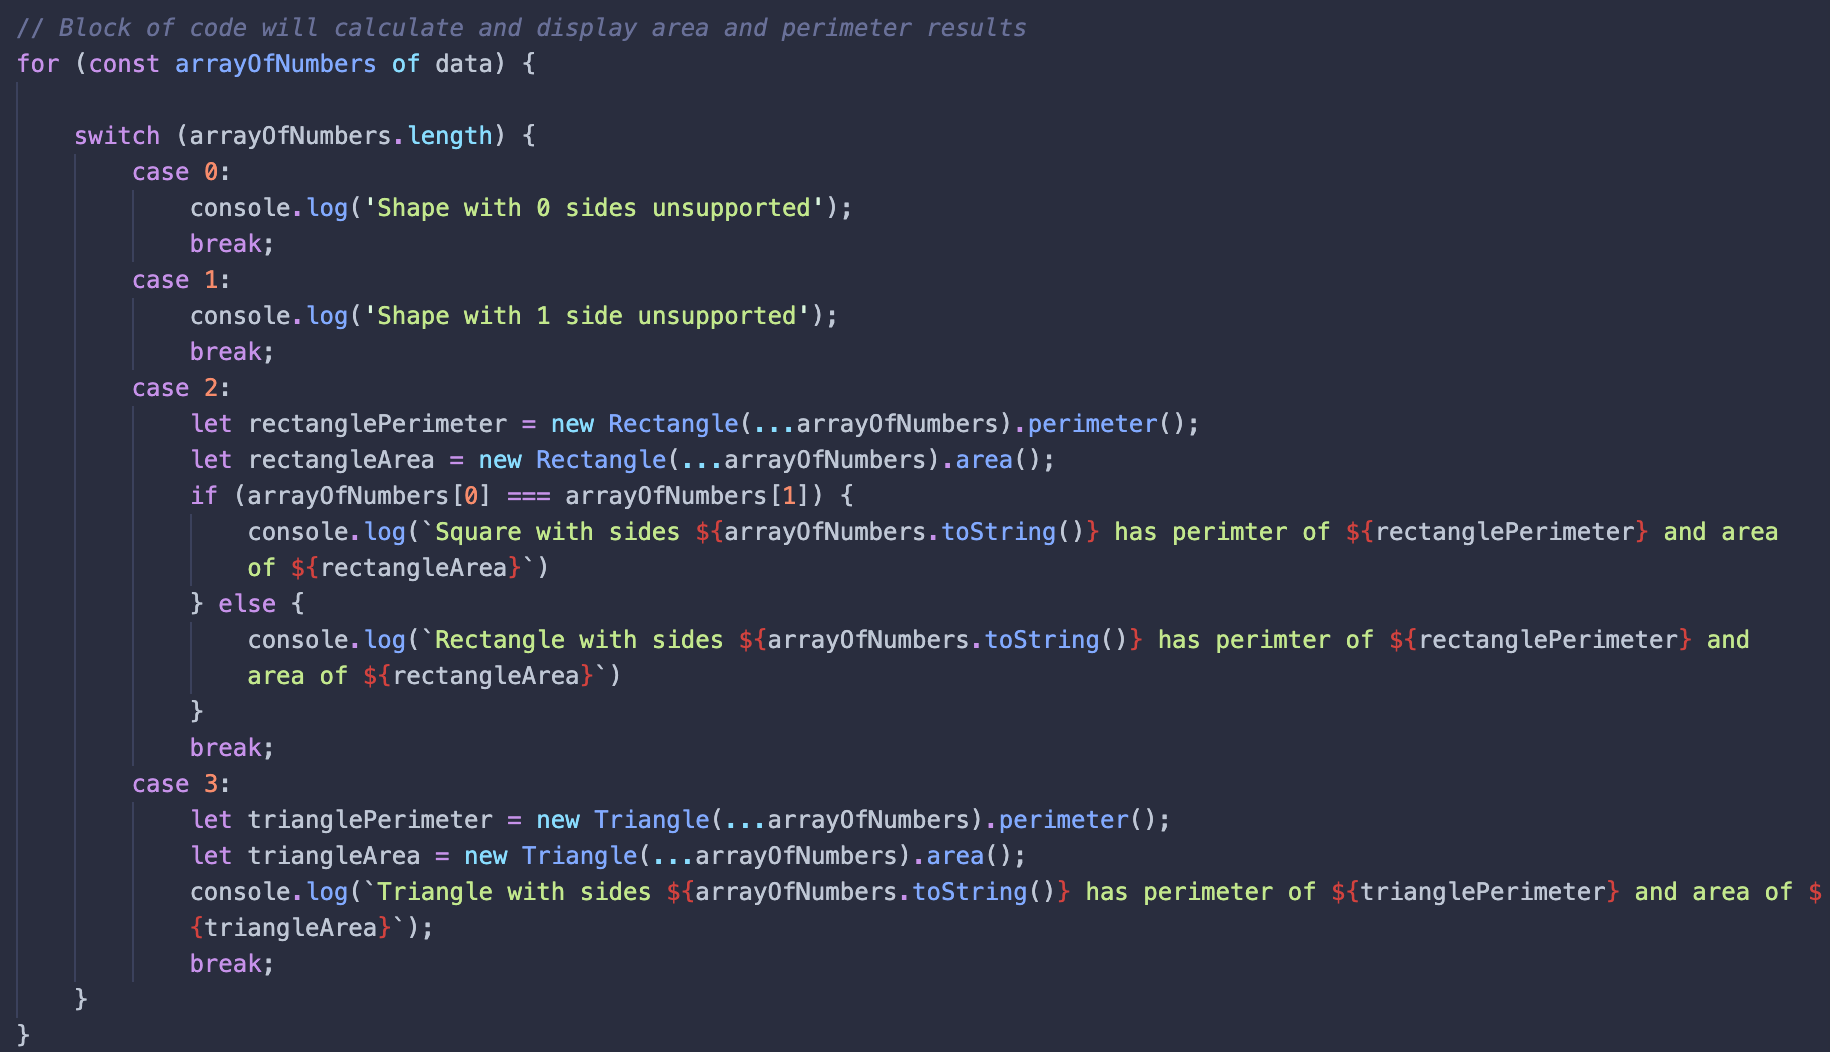 // Block of code will calculate and display area and perimeter results
for (const arrayOfNumbers of data) {
switch (arrayOfNumbers.length) {
case 0:
console.log('Shape with 0 sides unsupported');
break;
case 1:
console.log('Shape with 1 side unsupported');
break;
case 2:
let rectanglePerimeter = new Rectangle(...arrayOfNumbers).perimeter();
let rectangleArea = new Rectangle(...arrayOfNumbers).area();
if (arrayOfNumbers[0] === arrayOfNumbers[1]) {
console.log(`Square with sides ${arrayOfNumbers.toString()} has perimter of ${rectanglePerimeter} and area
of ${rectangleArea}`)
} else {
console.log(`Rectangle with sides ${arrayOfNumbers.toString()} has perimter of ${rectanglePerimeter} and
area of ${rectangleArea}`)
}
break;
case 3:
let trianglePerimeter = new Triangle(...arrayOfNumbers).perimeter();
let triangleArea = new Triangle(...arrayOfNumbers).area();
console.log(`Triangle with sides ${arrayOfNumbers.toString()} has perimeter of ${trianglePerimeter} and area of $
{triangleArea}`);
break;
}
}